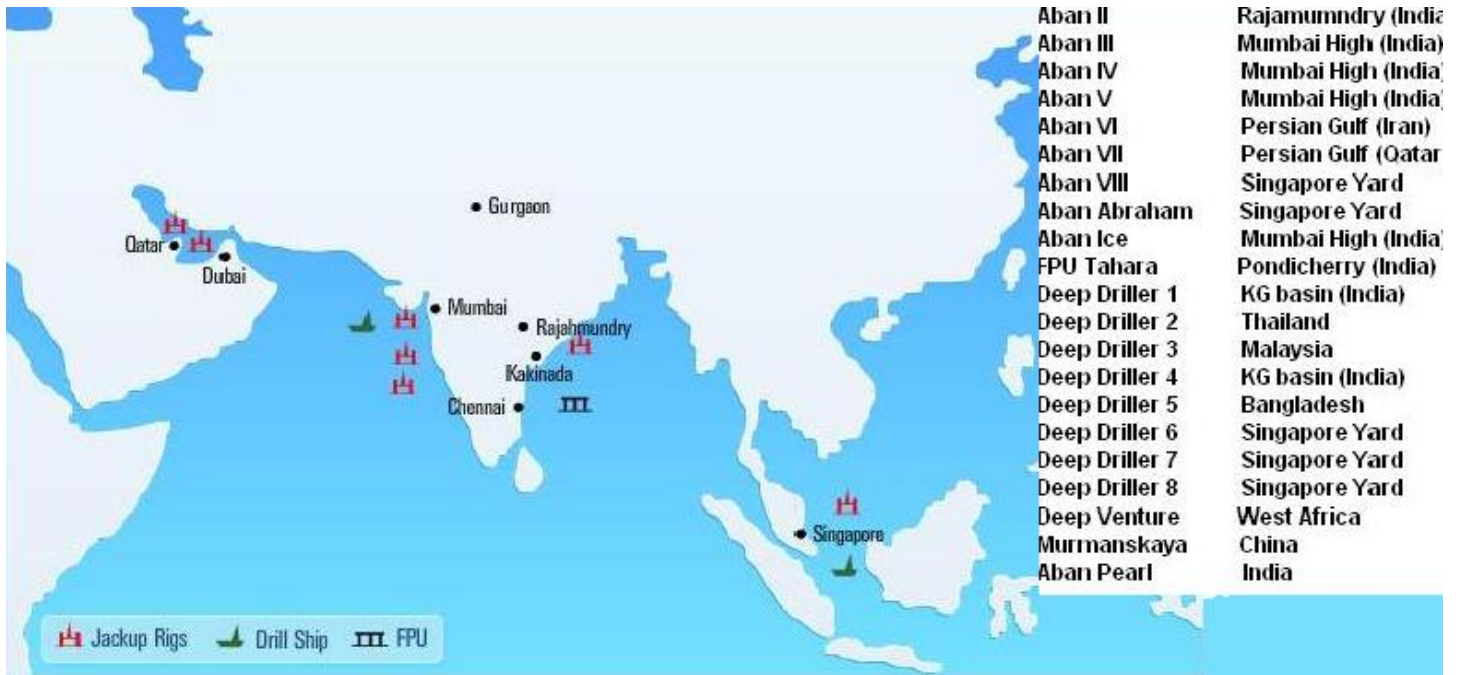 Gurgaon
Qatar
Dubai
Mumbai
Rajahmundry
Kakinada
Chennai
Singapore
Jackup Rigs Drill Ship FPU
Aban II Rajamumndry (India
Aban III Mumbai High (India)
Aban IV Mumbai High (India)
Aban V Mumbai High (India)
Aban VI Persian Gulf (Iran)
Aban VII Persian Gulf (Qatar
Aban VIII Singapore Yard
Aban Abraham Singapore Yard
Aban Ice Mumbai High (India)
FPU Tahara Pondicherry (India)
Deep Driller 1 KG basin (India)
Deep Driller 2 Thailand
Deep Driller 3 Malaysia
Deep Driller 4 KG basin (India)
Deep Driller 5 Bangladesh
Deep Driller 6 Singapore Yard
Deep Driller 7 Singapore Yard
Deep Driller 8 Singapore Yard
Deep Venture West Africa
Murmanskaya China
Aban Pearl India